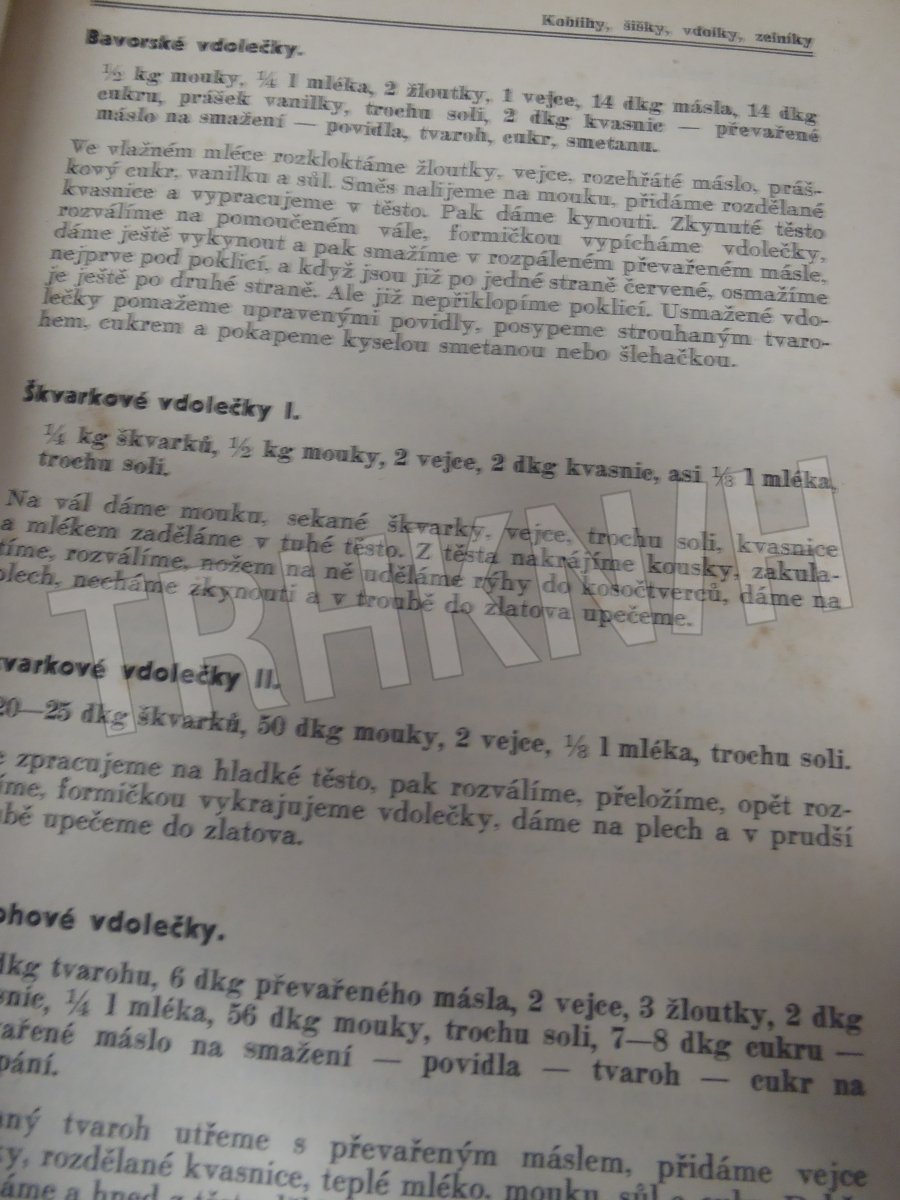 Koblihy, šišky, vdolky, zelníky
Bavorské vdolečky.
½ kg mouky, ¼ l mléka, 2 žloutky, 1 vejce, 14 dkg másla, 14 dkg
cukru, prášek vanilky, trochu soli, 2 dkg kvasnic — převařené
máslo na smažení — povidla, tvaroh, cukr, smetanu.
Ve vlažném mléce rozkloktáme žloutky, vejce, rozehřáté máslo, práš-
kový cukr, vanilku a sůl. Směs nalijeme na mouku, přidáme rozdělané
kvasnice a vypracujeme v těsto. Pak dáme kynouti. Zkynuté těsto
rozválíme na pomoučeném vále, formičkou vypícháme vdolečky,
dáme ještě vykynout a pak smažíme v rozpáleném převařeném másle,
nejprve pod poklicí, a když jsou již po jedné straně červené, osmažíme
je ještě po druhé straně. Ale již nepřiklopíme poklicí. Usmažené vdo-
lečky pomažeme upravenými povidly, posypeme strouhaným tvaro-
hem, cukrem a pokapeme kyselou smetanou nebo šlehačkou.
Škvarkové vdolečky I.
¼ kg škvarků, ½ kg mouky, 2 vejce, 2 dkg kvasnic, asi ⅛ l mléka,
trochu soli.
Na vál dáme mouku, sekané škvarky, vejce, trochu soli, kvasnice
a mlékem zaděláme v tuhé těsto. Z těsta nakrájíme kousky, zakula-
tíme, rozválíme, nožem na ně uděláme rýhy do kosočtverců, dáme na
plech, necháme zkynouti a v troubě do zlatova upečeme.
TRHKNIH
varkové vdolečky II.
20—25 dkg škvarků, 50 dkg mouky, 2 vejce, ⅛ l mléka, trochu soli.
zpracujeme na hladké těsto, pak rozválíme, přeložíme, opět roz-
íme, formičkou vykrajujeme vdolečky, dáme na plech a v prudší
bě upečeme do zlatova.
ohové vdolečky.
dkg tvarohu, 6 dkg převařeného másla, 2 vejce, 3 žloutky, 2 dkg
snic, ¼ l mléka, 56 dkg mouky, trochu soli, 7—8 dkg cukru —
vařené máslo na smažení — povidla — tvaroh — cukr na
pání.
aný tvaroh utřeme s převařeným máslem, přidáme vejce
ky, rozdělané kvasnice, teplé mléko, mouku, sůl
áme a hned z těsta